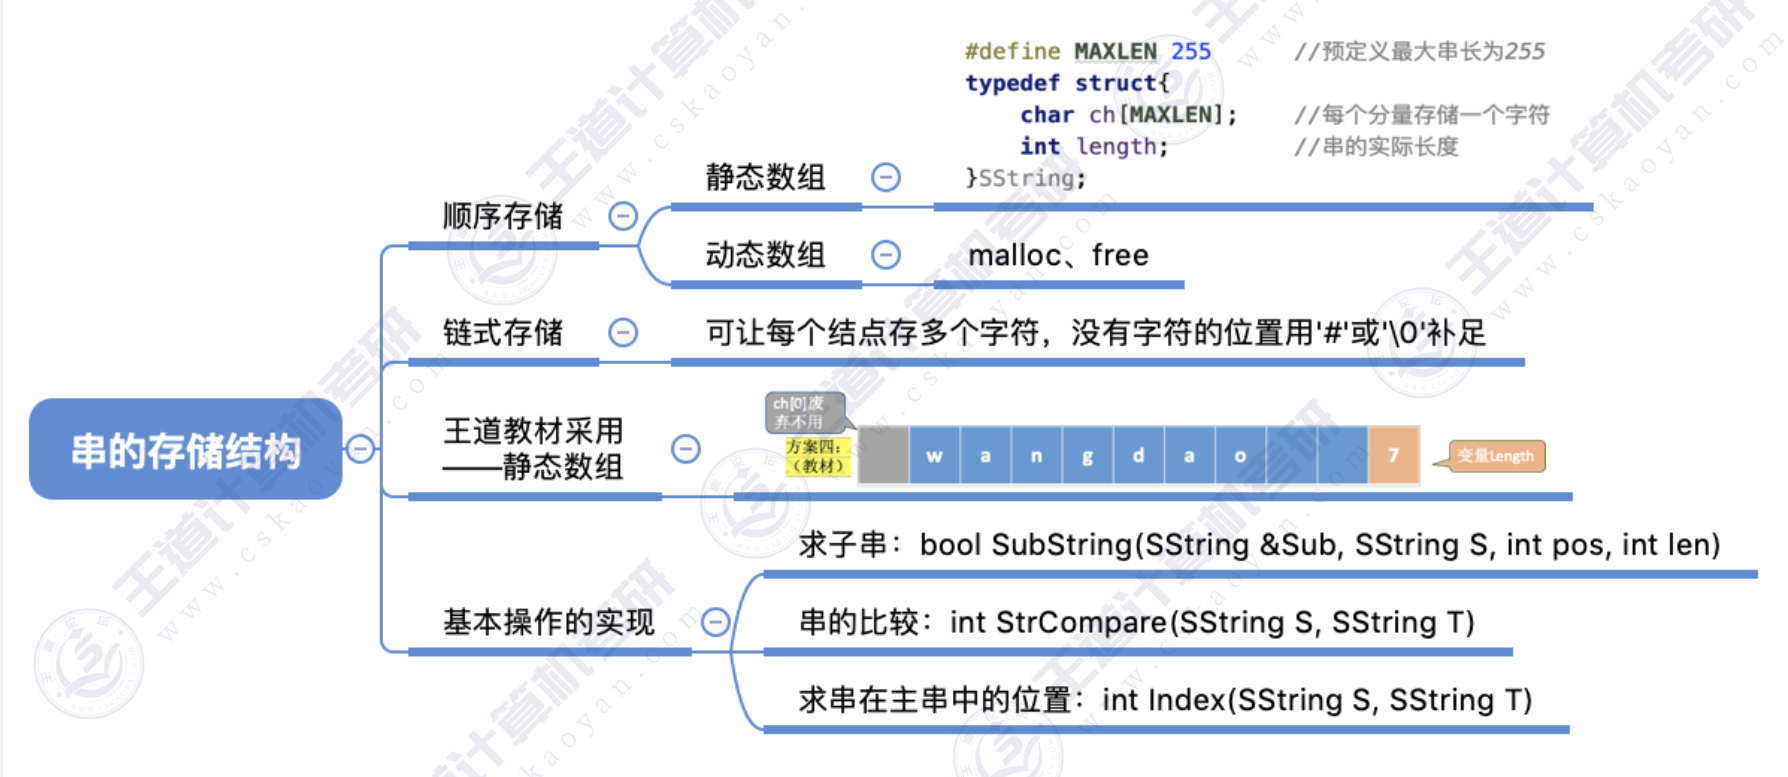 #define MAXLEN 255 //预定义最大串长为255
typedef struct{
char ch[MAXLEN]; //每个分量存储一个字符
int length; //串的实际长度
}SString;
静态数组
顺序存储
动态数组
malloc、free
链式存储
可让每个结点存多个字符，没有字符的位置用'#'或'\0'补足
串的存储结构
王道教材采用
——静态数组
ch[0]废
弃不用
方案四：
（教材）
w a n g d a o 7
变量Length
求子串：bool SubString(SString &Sub, SString S, int pos, int len)
基本操作的实现
串的比较：int StrCompare(SString S, SString T)
求串在主串中的位置：int Index(SString S, SString T)
王道计算机考研
www.cskaoyan.com